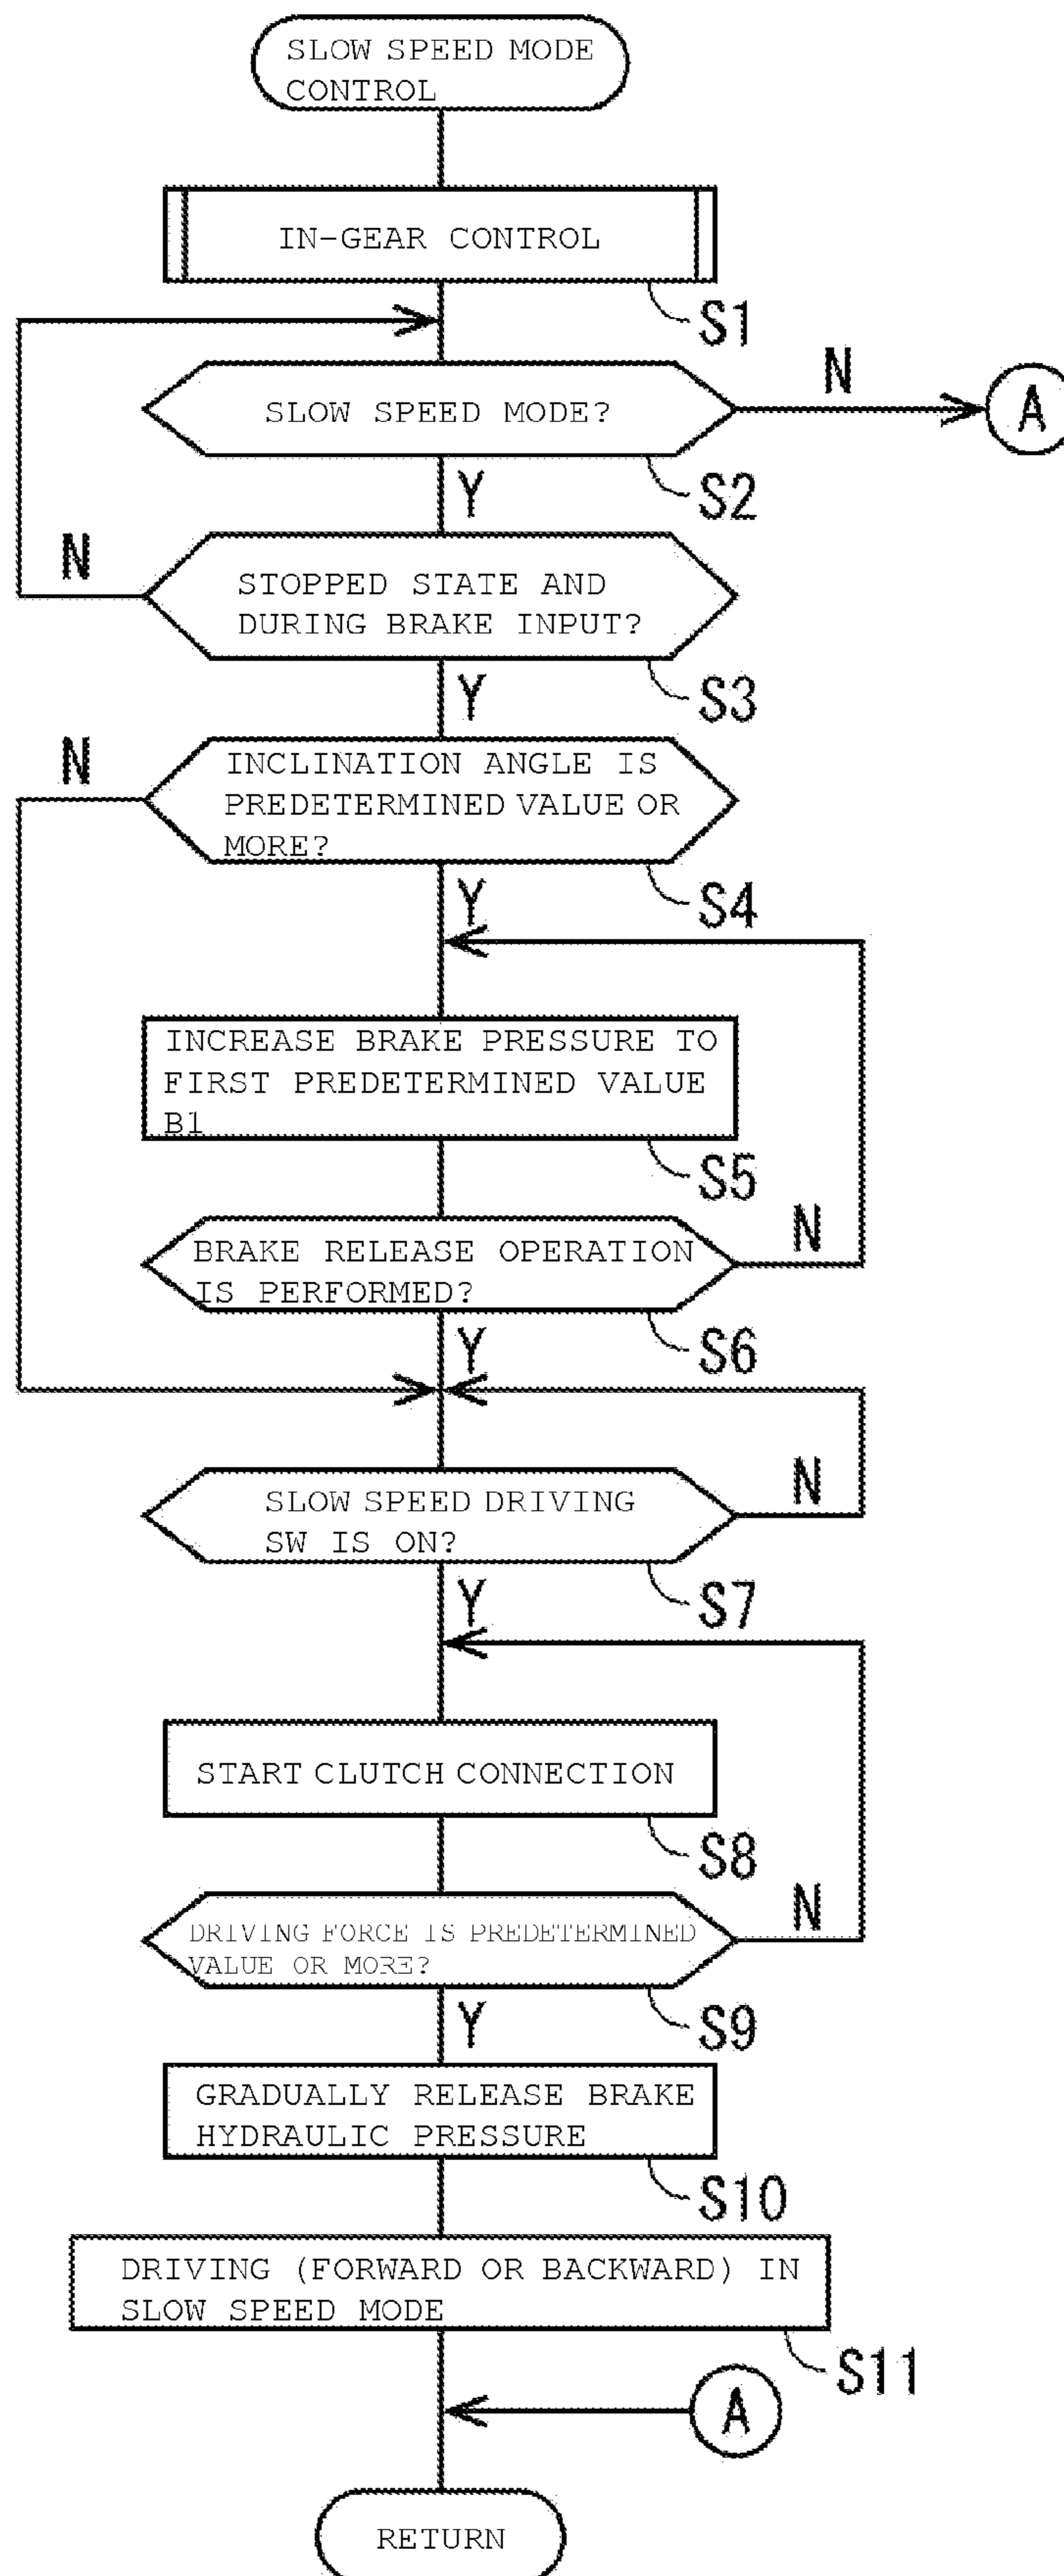 SLOW SPEED MODE
CONTROL
IN-GEAR CONTROL
S1
SLOW SPEED MODE?
N
A
S2
Y
STOPPED STATE AND
DURING BRAKE INPUT?
N
S3
Y
INCLINATION ANGLE IS
PREDETERMINED VALUE OR
MORE?
N
S4
Y
INCREASE BRAKE PRESSURE TO
FIRST PREDETERMINED VALUE
B1
S5
BRAKE RELEASE OPERATION
IS PERFORMED?
N
S6
Y
SLOW SPEED DRIVING
SW IS ON?
N
S7
Y
START CLUTCH CONNECTION
S8
DRIVING FORCE IS PREDETERMINED
VALUE OR MORE?
N
S9
Y
GRADUALLY RELEASE BRAKE
HYDRAULIC PRESSURE
S10
DRIVING (FORWARD OR BACKWARD) IN
SLOW SPEED MODE
S11
A
RETURN